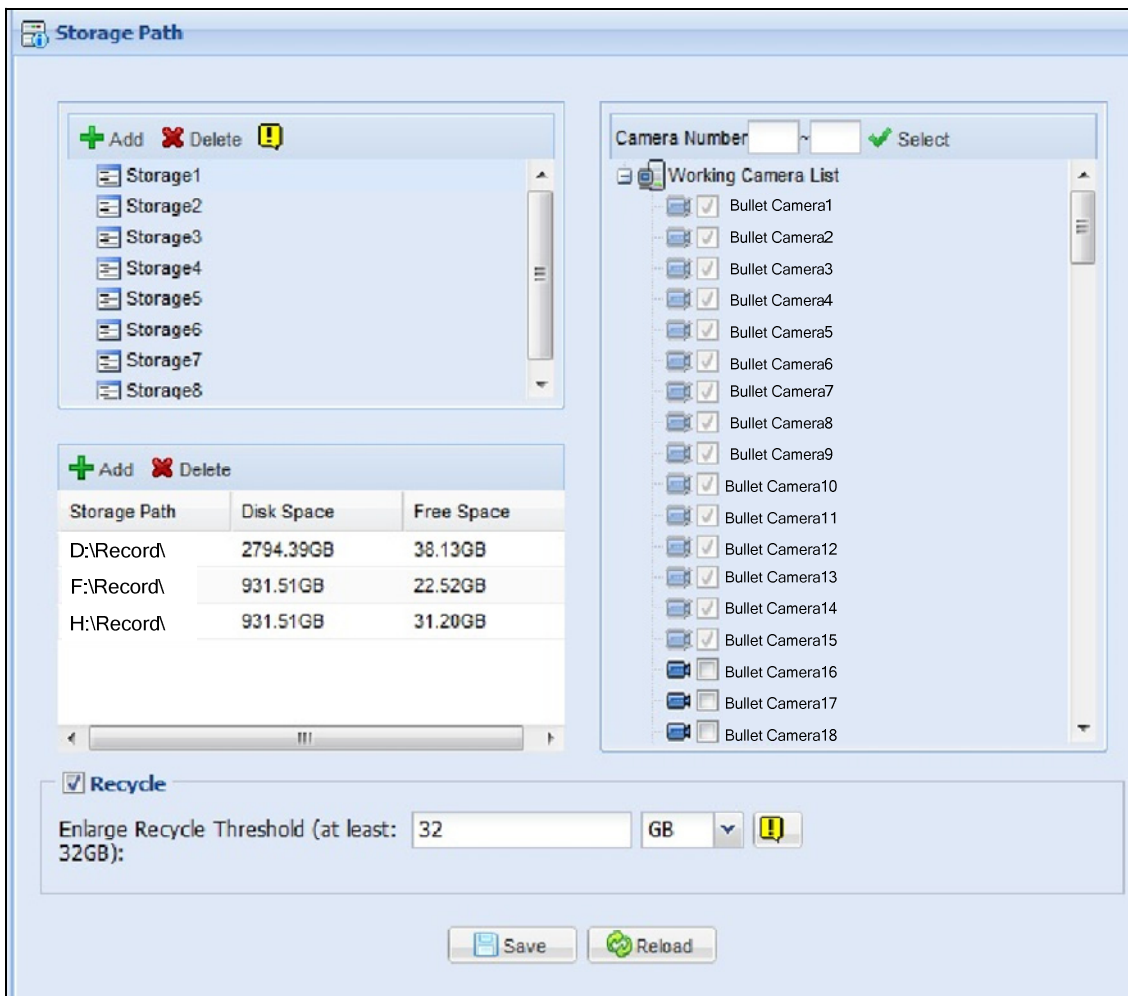 Storage Path
Add Delete
Storage1
Storage2
Storage3
Storage4
Storage5
Storage6
Storage7
Storage8
Add Delete
Storage Path Disk Space Free Space
D:\Record\ 2794.39GB 38.13GB
F:\Record\ 931.51GB 22.52GB
H:\Record\ 931.51GB 31.20GB
Camera Number ~ Select
Working Camera List
Bullet Camera1
Bullet Camera2
Bullet Camera3
Bullet Camera4
Bullet Camera5
Bullet Camera6
Bullet Camera7
Bullet Camera8
Bullet Camera9
Bullet Camera10
Bullet Camera11
Bullet Camera12
Bullet Camera13
Bullet Camera14
Bullet Camera15
Bullet Camera16
Bullet Camera17
Bullet Camera18
Recycle
Enlarge Recycle Threshold (at least: 32 GB
32GB):
Save Reload